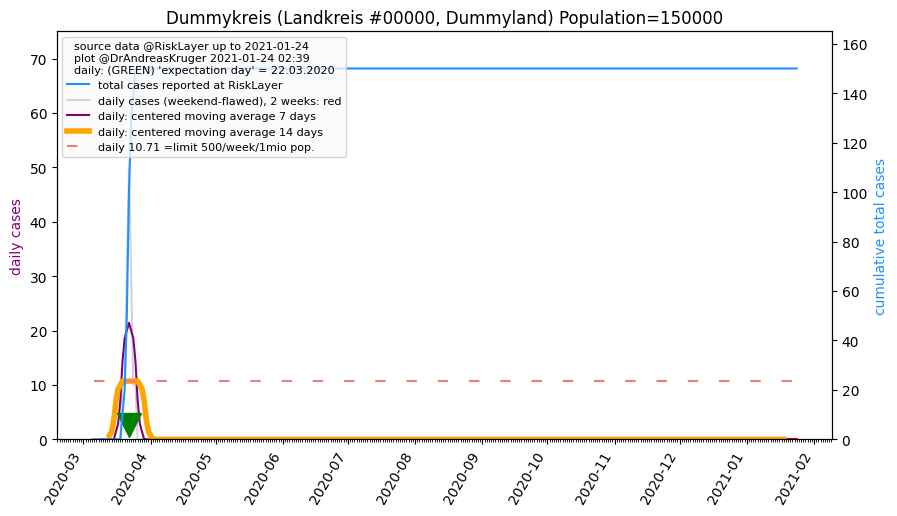 Dummykreis (Landkreis #00000, Dummyland) Population=150000
source data @RiskLayer up to 2021-01-24
plot @DrAndreasKruger 2021-01-24 02:39
daily: (GREEN) 'expectation day' = 22.03.2020
total cases reported at RiskLayer
daily cases (weekend-flawed), 2 weeks: red
daily: centered moving average 7 days
daily: centered moving average 14 days
daily 10.71 =limit 500/week/1mio pop.
daily cases
70
60
50
40
30
20
10
0
160
140
120
100
80
60
40
20
0
cumulative total cases
2020-03
2020-04
2020-05
2020-06
2020-07
2020-08
2020-09
2020-10
2020-11
2020-12
2021-01
2021-02